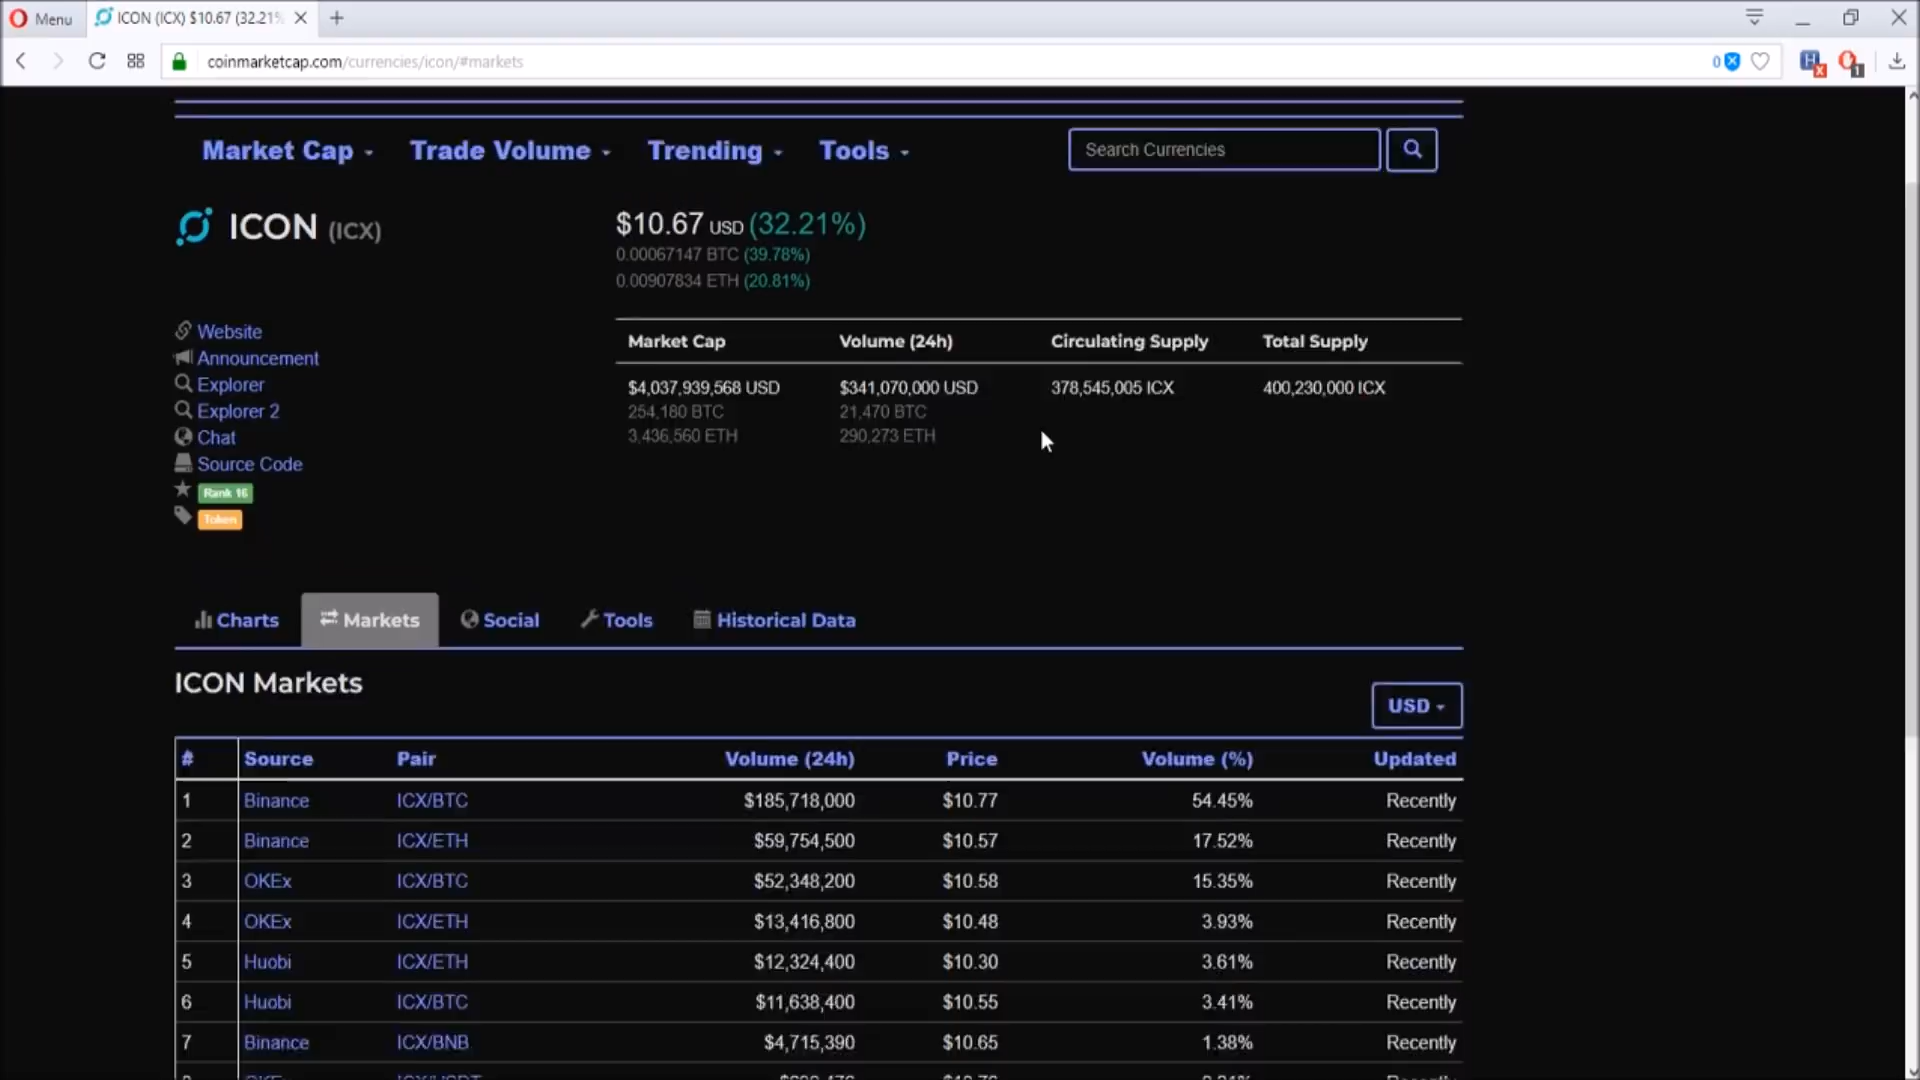 Menu
ICON (ICX) $10.67 (32.21%
coinmarketcap.com/currencies/icon/#markets
0
1
Market Cap Trade Volume Trending Tools
Search Currencies
ICON (ICX)
$10.67 USD (32.21%)
0.00067147 BTC (39.78%)
0.00907834 ETH (20.81%)
Website
Announcement
Explorer
Explorer 2
Chat
Source Code
Rank 16
Token
Market Cap Volume (24h) Circulating Supply Total Supply
$4,037,939,568 USD $341,070,000 USD 378,545,005 ICX 400,230,000 ICX
254,180 BTC 21,470 BTC
3,436,560 ETH 290,273 ETH
Charts Markets Social Tools Historical Data
ICON Markets
USD
# Source Pair Volume (24h) Price Volume (%) Updated
1 Binance ICX/BTC $185,718,000 $10.77 54.45% Recently
2 Binance ICX/ETH $59,754,500 $10.57 17.52% Recently
3 OKEx ICX/BTC $52,348,200 $10.58 15.35% Recently
4 OKEx ICX/ETH $13,416,800 $10.48 3.93% Recently
5 Huobi ICX/ETH $12,324,400 $10.30 3.61% Recently
6 Huobi ICX/BTC $11,638,400 $10.55 3.41% Recently
7 Binance ICX/BNB $4,715,390 $10.65 1.38% Recently